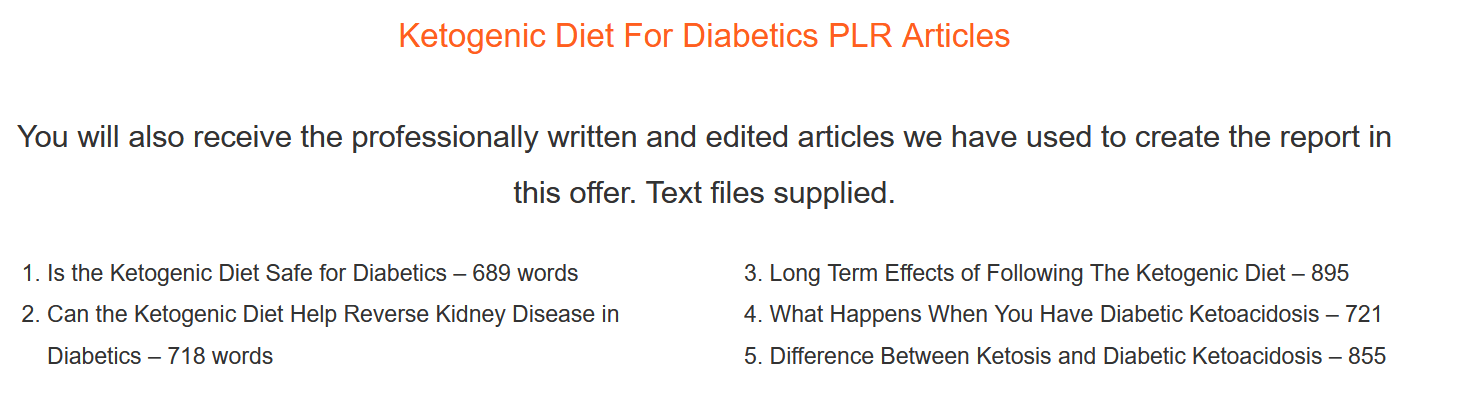 Ketogenic Diet For Diabetics PLR Articles
You will also receive the professionally written and edited articles we have used to create the report in
this offer. Text files supplied.
1. Is the Ketogenic Diet Safe for Diabetics – 689 words
2. Can the Ketogenic Diet Help Reverse Kidney Disease in
Diabetics – 718 words
3. Long Term Effects of Following The Ketogenic Diet – 895
4. What Happens When You Have Diabetic Ketoacidosis – 721
5. Difference Between Ketosis and Diabetic Ketoacidosis – 855